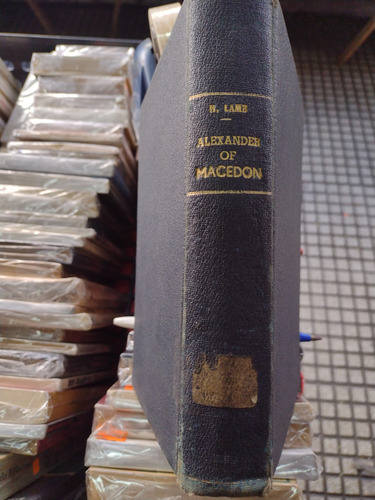 H. LAMB
ALEXANDER
OF
MACEDON